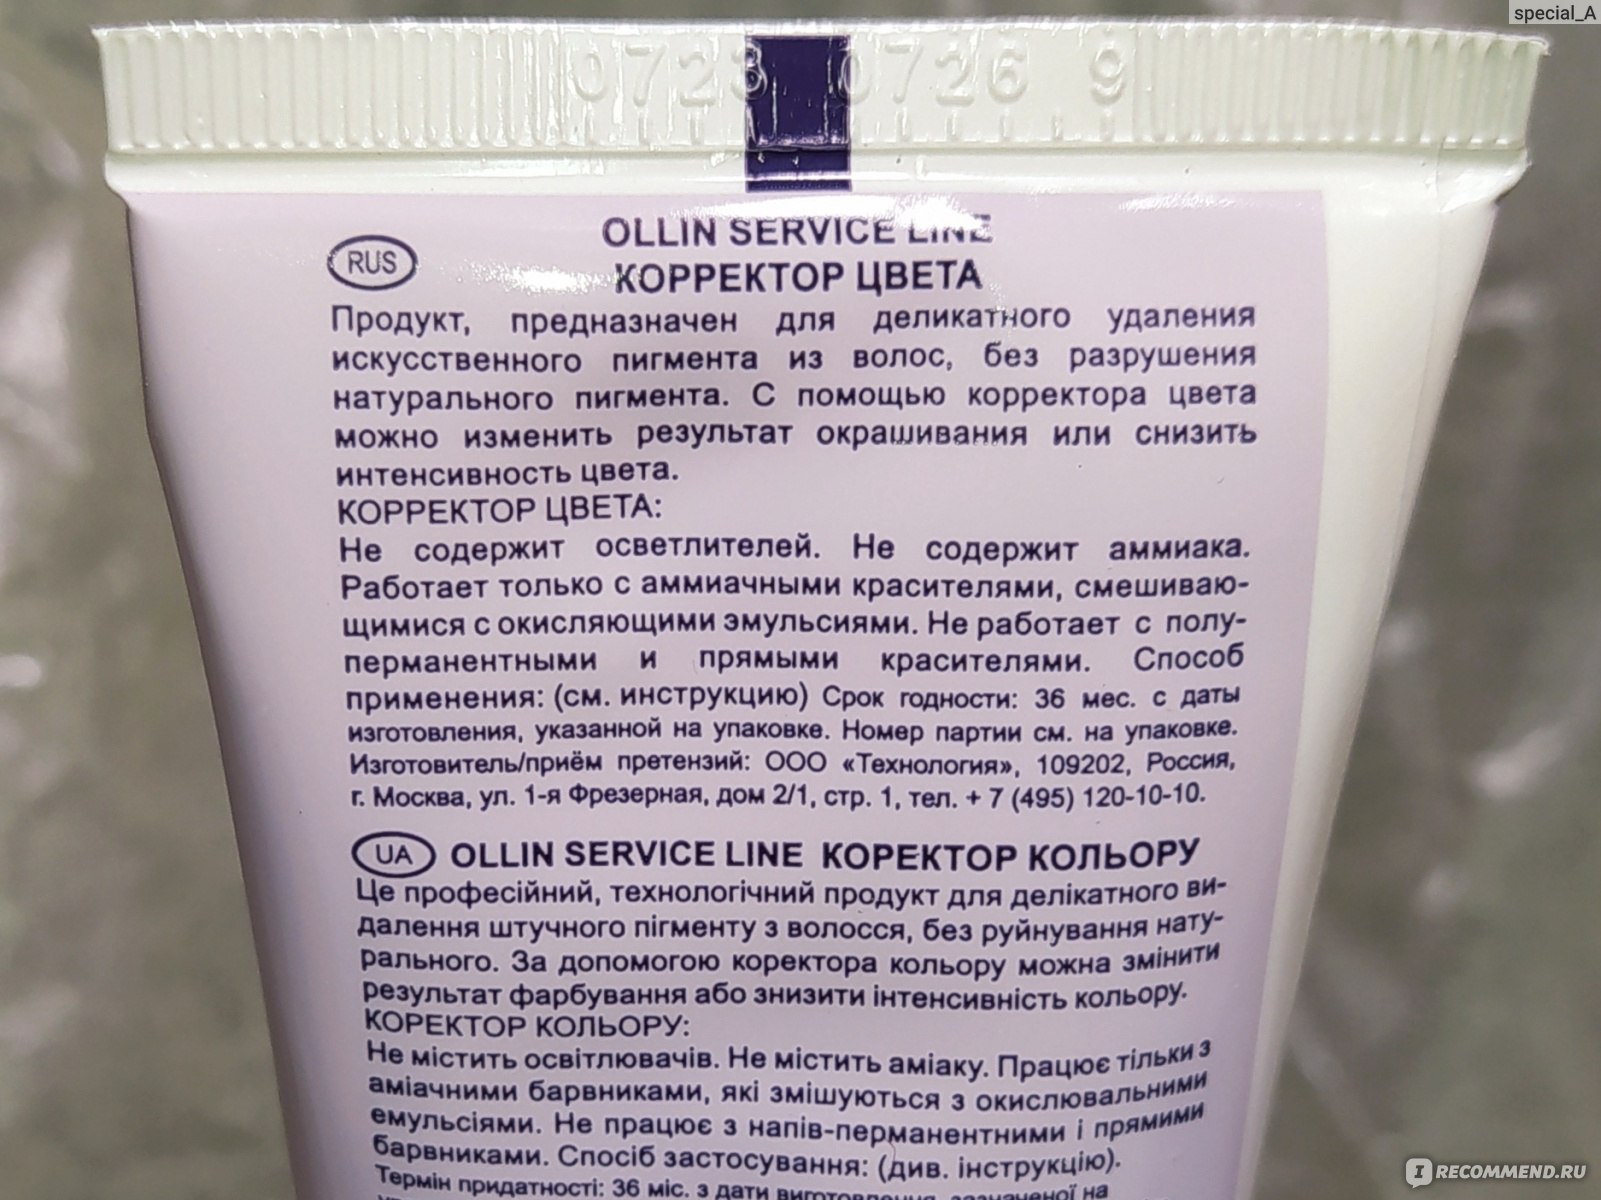 special_A
0723 0726 9
OLLIN SERVICE LINE
RUS
КОРРЕКТОР ЦВЕТА
Продукт, предназначен для деликатного удаления
искусственного пигмента из волос, без разрушения
натурального пигмента. С помощью корректора цвета
можно изменить результат окрашивания или снизить
интенсивность цвета.
КОРРЕКТОР ЦВЕТА:
Не содержит осветлителей. Не содержит аммиака.
Работает только с аммиачными красителями, смешиваю-
щимися с окисляющими эмульсиями. Не работает с полу-
перманентными и прямыми красителями. Способ
применения: (см. инструкцию) Срок годности: 36 мес. с даты
изготовления, указанной на упаковке. Номер партии см. на упаковке.
Изготовитель/приём претензий: ООО «Технология», 109202, Россия,
г. Москва, ул. 1-я Фрезерная, дом 2/1, стр. 1, тел. + 7 (495) 120-10-10.
UA OLLIN SERVICE LINE КОРЕКТОР КОЛЬОРУ
Це професійний, технологічний продукт для делікатного ви-
далення штучного пігменту з волосся, без руйнування нату-
рального. За допомогою коректора кольору можна змінити
результат фарбування або знизити інтенсивність кольору.
КОРЕКТОР КОЛЬОРУ:
Не містить освітлювачів. Не містить аміаку. Працює тільки з
аміачними барвниками, які змішуються з окислювальними
емульсіями. Не працює з напів-перманентними і прямими
барвниками. Спосіб застосування: (див. інструкцію).
Термін придатності: 36 міс. з дати виготовлення, зазначеної на
IRECOMMEND.RU